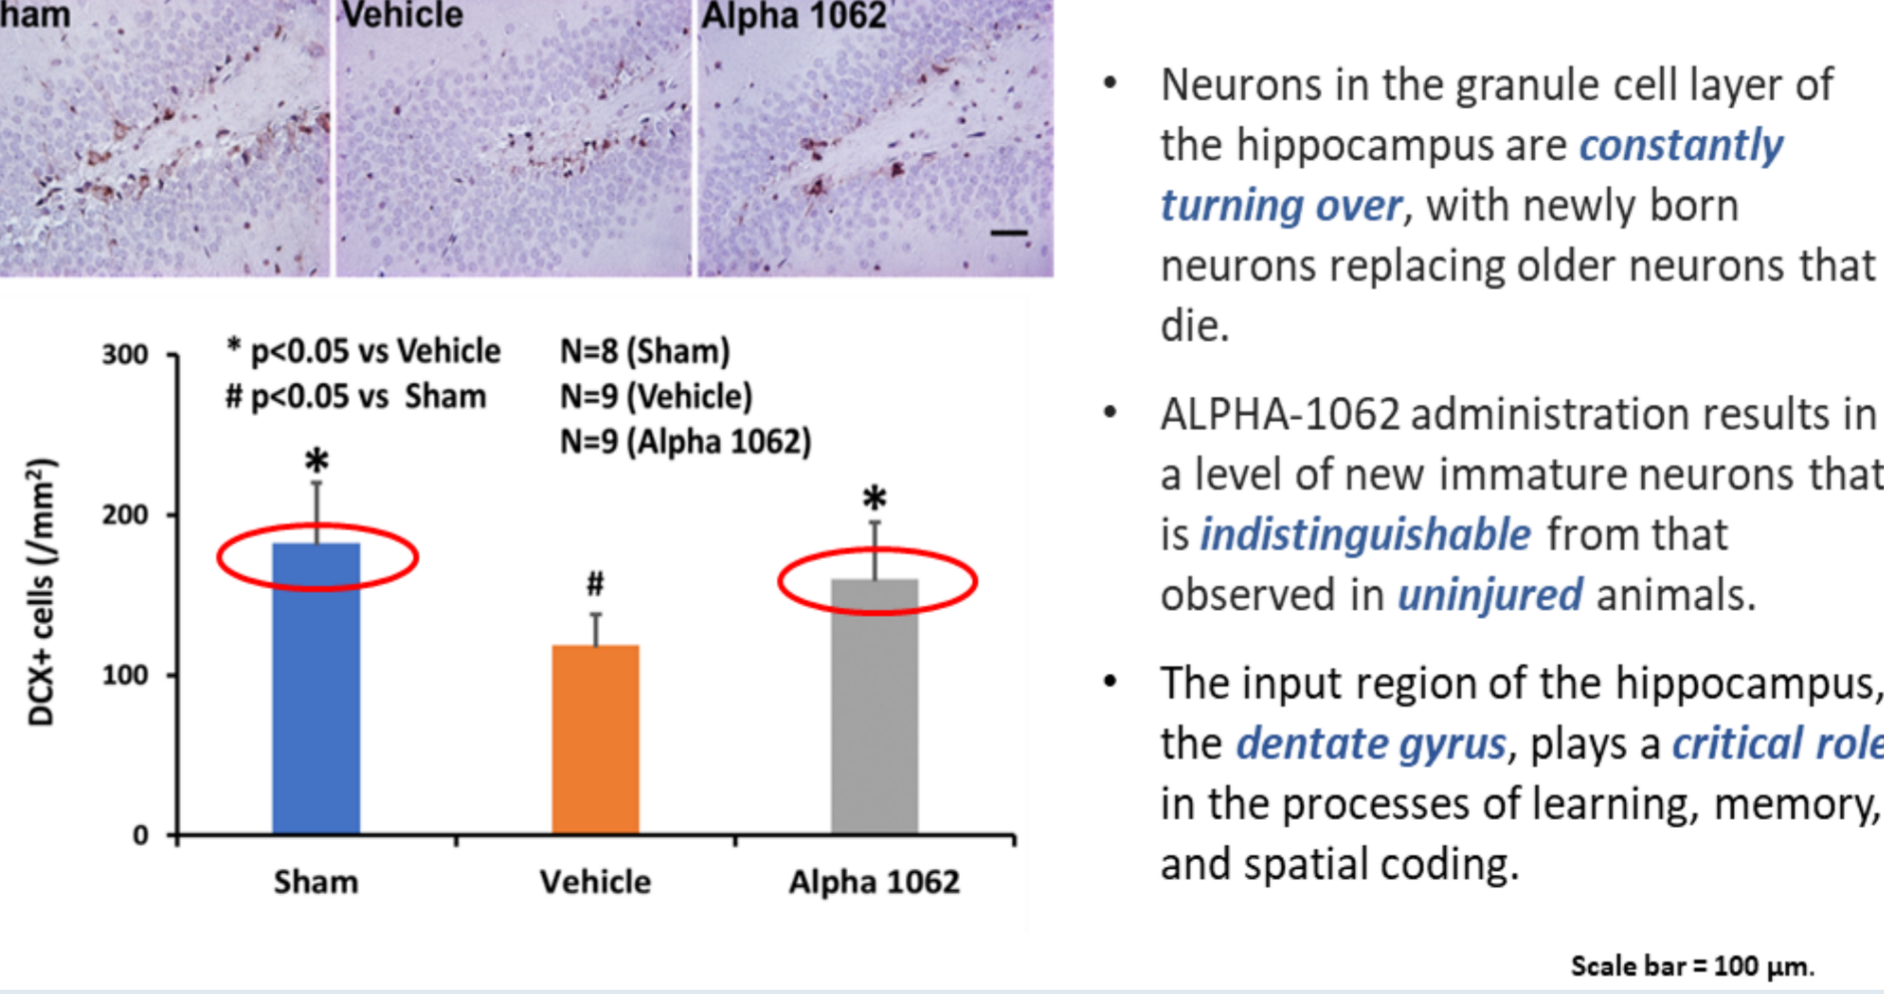 ham
Vehicle
Alpha 1062
* p<0.05 vs Vehicle
# p<0.05 vs Sham
N=8 (Sham)
N=9 (Vehicle)
N=9 (Alpha 1062)
DCX+ cells (/mm²)
300
200
100
0
*
#
*
Sham
Vehicle
Alpha 1062
• Neurons in the granule cell layer of
the hippocampus are constantly
turning over, with newly born
neurons replacing older neurons that
die.
• ALPHA-1062 administration results in
a level of new immature neurons that
is indistinguishable from that
observed in uninjured animals.
• The input region of the hippocampus,
the dentate gyrus, plays a critical role
in the processes of learning, memory,
and spatial coding.
Scale bar = 100 µm.